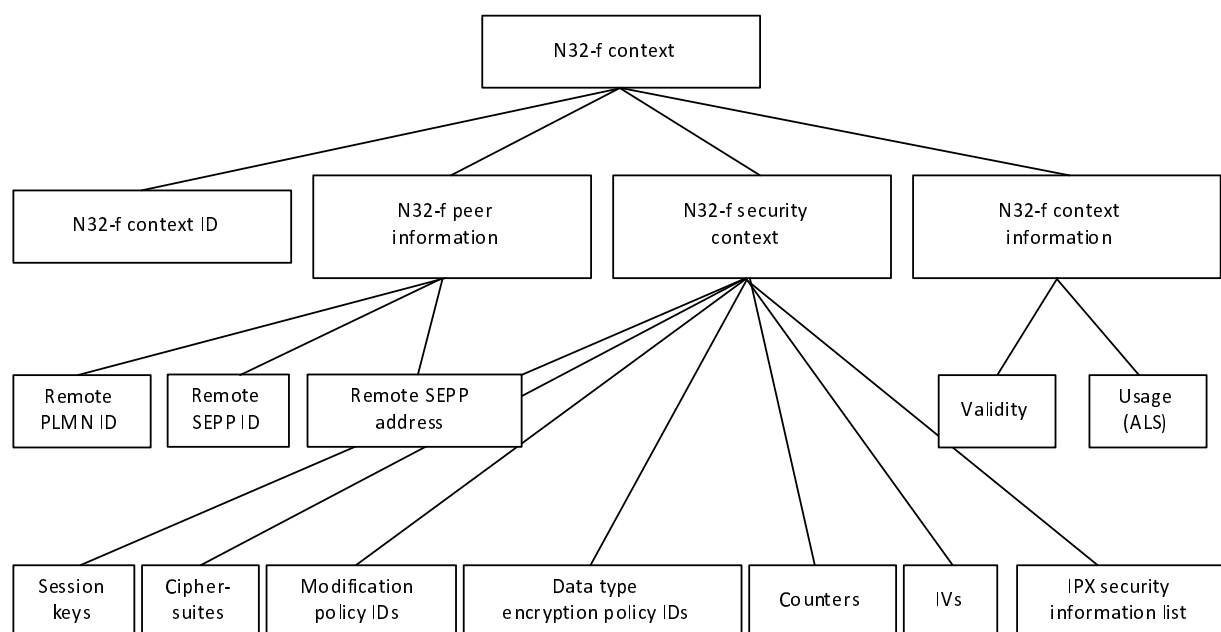 N32-f context
N32-f context ID
N32-f peer
information
N32-f security
context
N32-f context
information
Remote
PLMN ID
Remote
SEPP ID
Remote SEPP
address
Validity
Usage
(ALS)
Session
keys
Cipher-
suites
Modification
policy IDs
Data type
encryption policy IDs
Counters
IVs
IPX security
information list